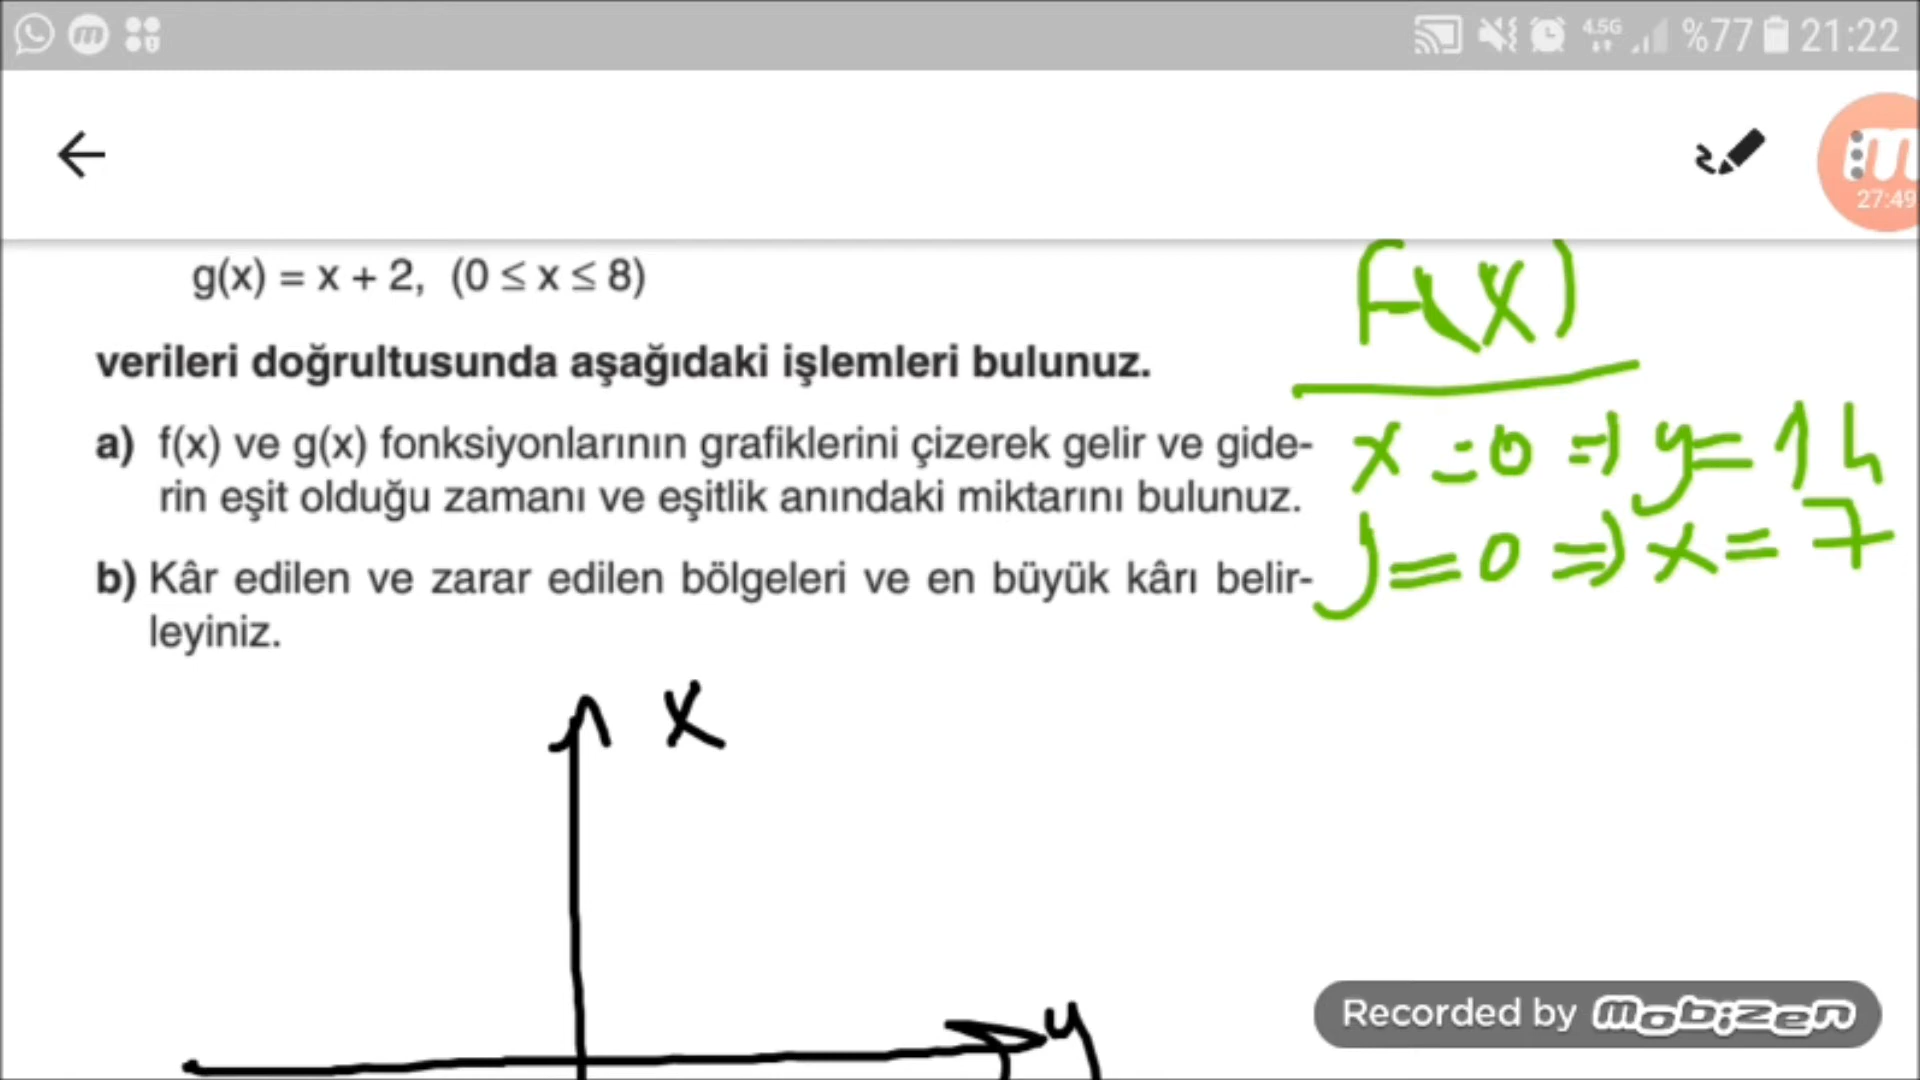 4.5G %77 21:22
27:49
g(x) = x + 2, (0 ≤ x ≤ 8)
verileri doğrultusunda aşağıdaki işlemleri bulunuz.
a) f(x) ve g(x) fonksiyonlarının grafiklerini çizerek gelir ve gide-
rin eşit olduğu zamanı ve eşitlik anındaki miktarını bulunuz.
b) Kâr edilen ve zarar edilen bölgeleri ve en büyük kârı belir-
leyiniz.
F(x)
x=0 ⇒ y=14
y=0 ⇒ x=7
x
y
Recorded by mobizen